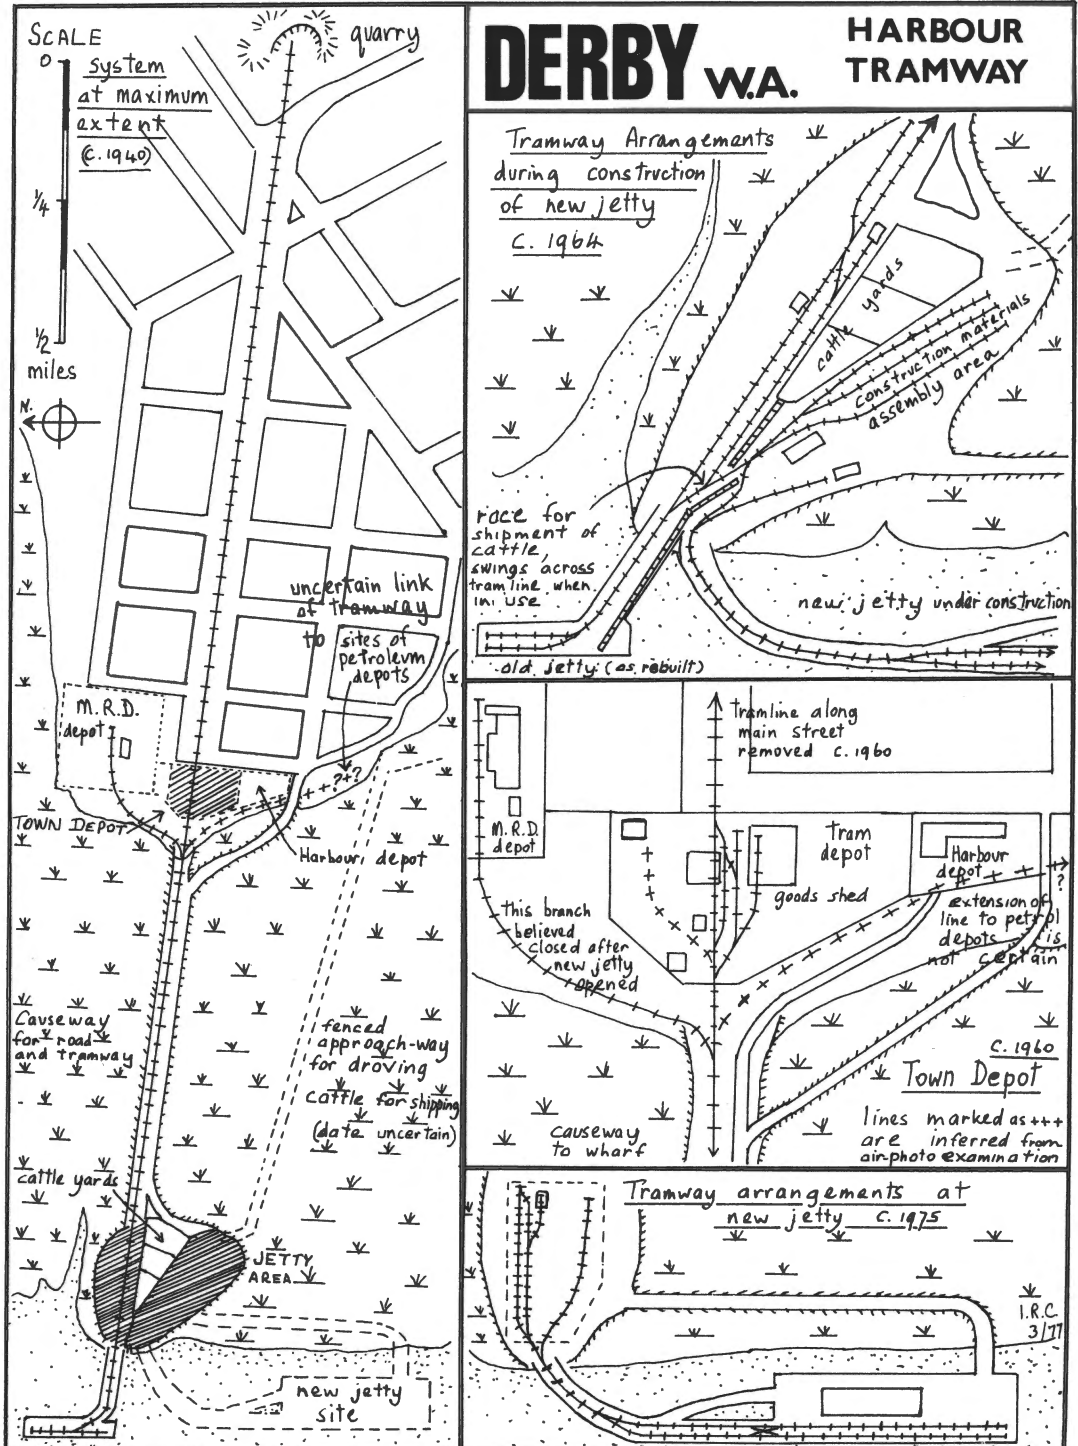 DERBY W.A.
HARBOUR
TRAMWAY
SCALE
0
1/4
1/2
miles
system
at maximum
extent
(C. 1940)
quarry
N.
uncertain link
of tramway
to sites of
petroleum
depots
M.R.D.
depot
?+?
TOWN DEPOT
Harbour depot
Causeway
for road
and tramway
fenced
approach-way
for droving
cattle for shipping
(date uncertain)
cattle yards
JETTY
AREA
new jetty
site
Tramway Arrangements
during construction
of new jetty
C. 1964
cattle yards
construction materials
assembly area
race for
shipment of
cattle,
swings across
tram line when
in use
new jetty under construction
old jetty (as rebuilt)
Tramline along
main street
removed C. 1960
M.R.D.
depot
Tram
depot
goods shed
Harbour
depot
?
This branch
believed
closed after
new jetty
opened
extension of
line to petrol
depots is
not certain
C. 1960
Town Depot
causeway
to wharf
lines marked as +++
are inferred from
air-photo examination
Tramway arrangements at
new jetty C. 1975
I.R.C
3/77